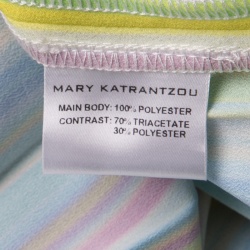 MARY KATRANTZOU
MAIN BODY: 100% POLYESTER
CONTRAST: 70% TRIACETATE
30% POLYESTER